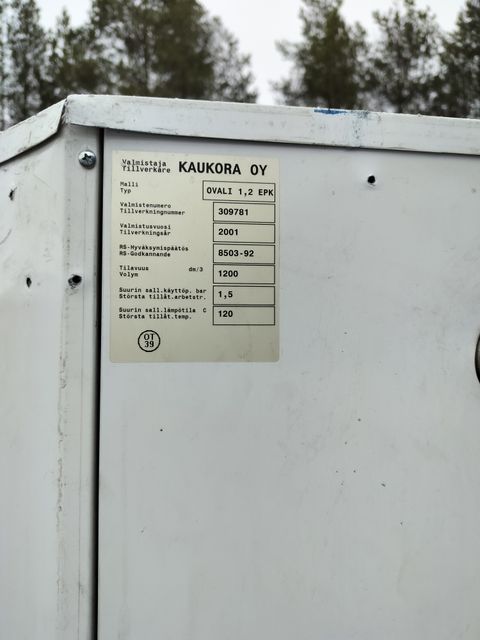 Valmistaja
Tillverkare
KAUKORA OY
Malli
Typ
OVALI 1,2 EPK
Valmistenumero
Tillverkningnummer
309781
Valmistusvuosi
Tilverkningsår
2001
RS-Hyväksymispäätös
RS-Godkannande
8503-92
Tilavuus dm/3
Volym
1200
Suurin sall.käyttöp. bar
Största tillåt.arbetstr.
1,5
Suurin sall.lämpötila C
Största tillåt.temp.
120
OT
39